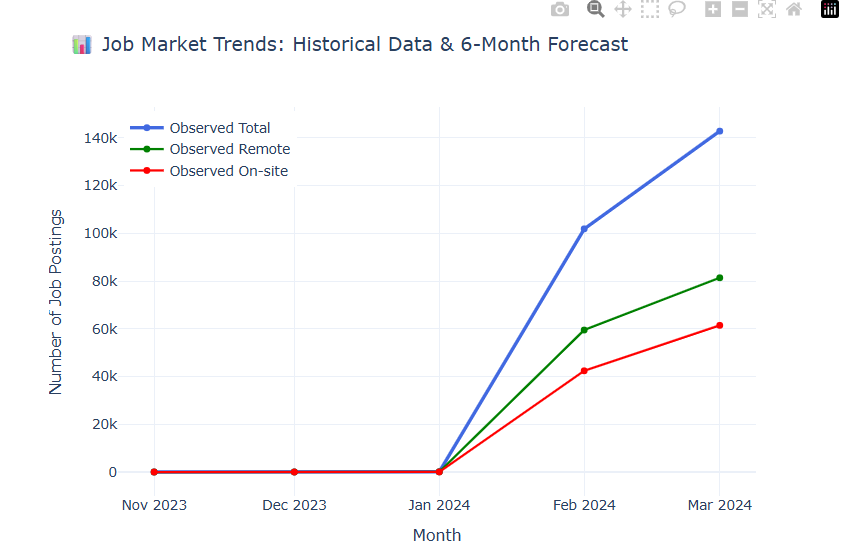 📊 Job Market Trends: Historical Data & 6-Month Forecast
Observed Total
Observed Remote
Observed On-site
140k
120k
100k
80k
60k
40k
20k
0
Number of Job Postings
Nov 2023
Dec 2023
Jan 2024
Feb 2024
Mar 2024
Month